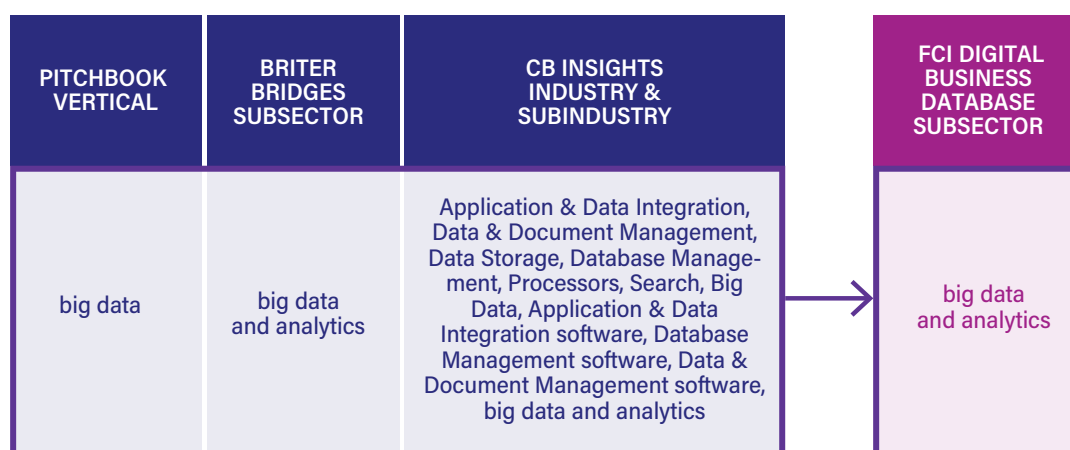 PITCHBOOK
VERTICAL
BRITER
BRIDGES
SUBSECTOR
CB INSIGHTS
INDUSTRY &
SUBINDUSTRY
FCI DIGITAL
BUSINESS
DATABASE
SUBSECTOR
big data
big data
and analytics
Application & Data Integration,
Data & Document Management,
Data Storage, Database Manage-
ment, Processors, Search, Big
Data, Application & Data
Integration software, Database
Management software, Data &
Document Management software,
big data and analytics
big data
and analytics